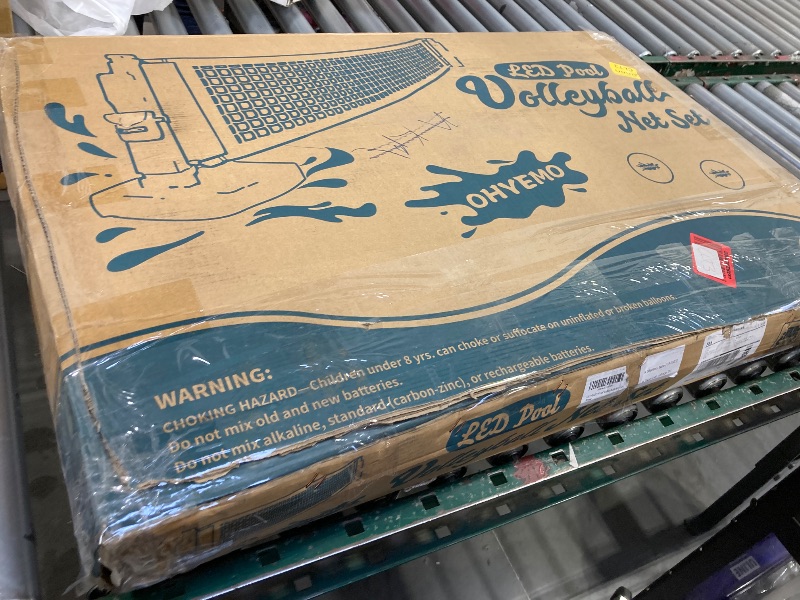 LED Pool
Volleyball
Net Set
OHYEMO
WARNING:
CHOKING HAZARD—Children under 8 yrs. can choke or suffocate on uninflated or broken balloons.
Do not mix old and new batteries.
Do not mix alkaline, standard (carbon-zinc), or rechargeable batteries.
LED Pool
Volleyball